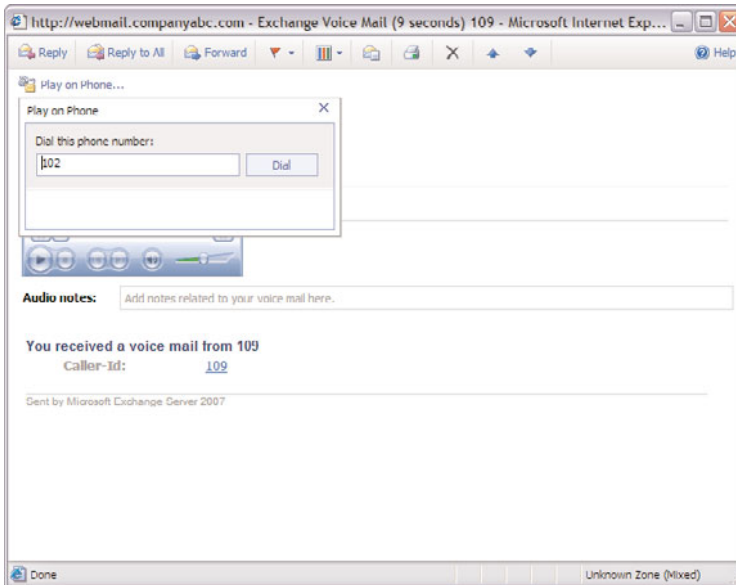 http://webmail.companyabc.com - Exchange Voice Mail (9 seconds) 109 - Microsoft Internet Exp...
Reply Reply to All Forward Help
Play on Phone...
Play on Phone
Dial this phone number:
102 Dial
Audio notes: Add notes related to your voice mail here.
You received a voice mail from 109
Caller-Id: 109
Sent by Microsoft Exchange Server 2007
Done Unknown Zone (Mixed)